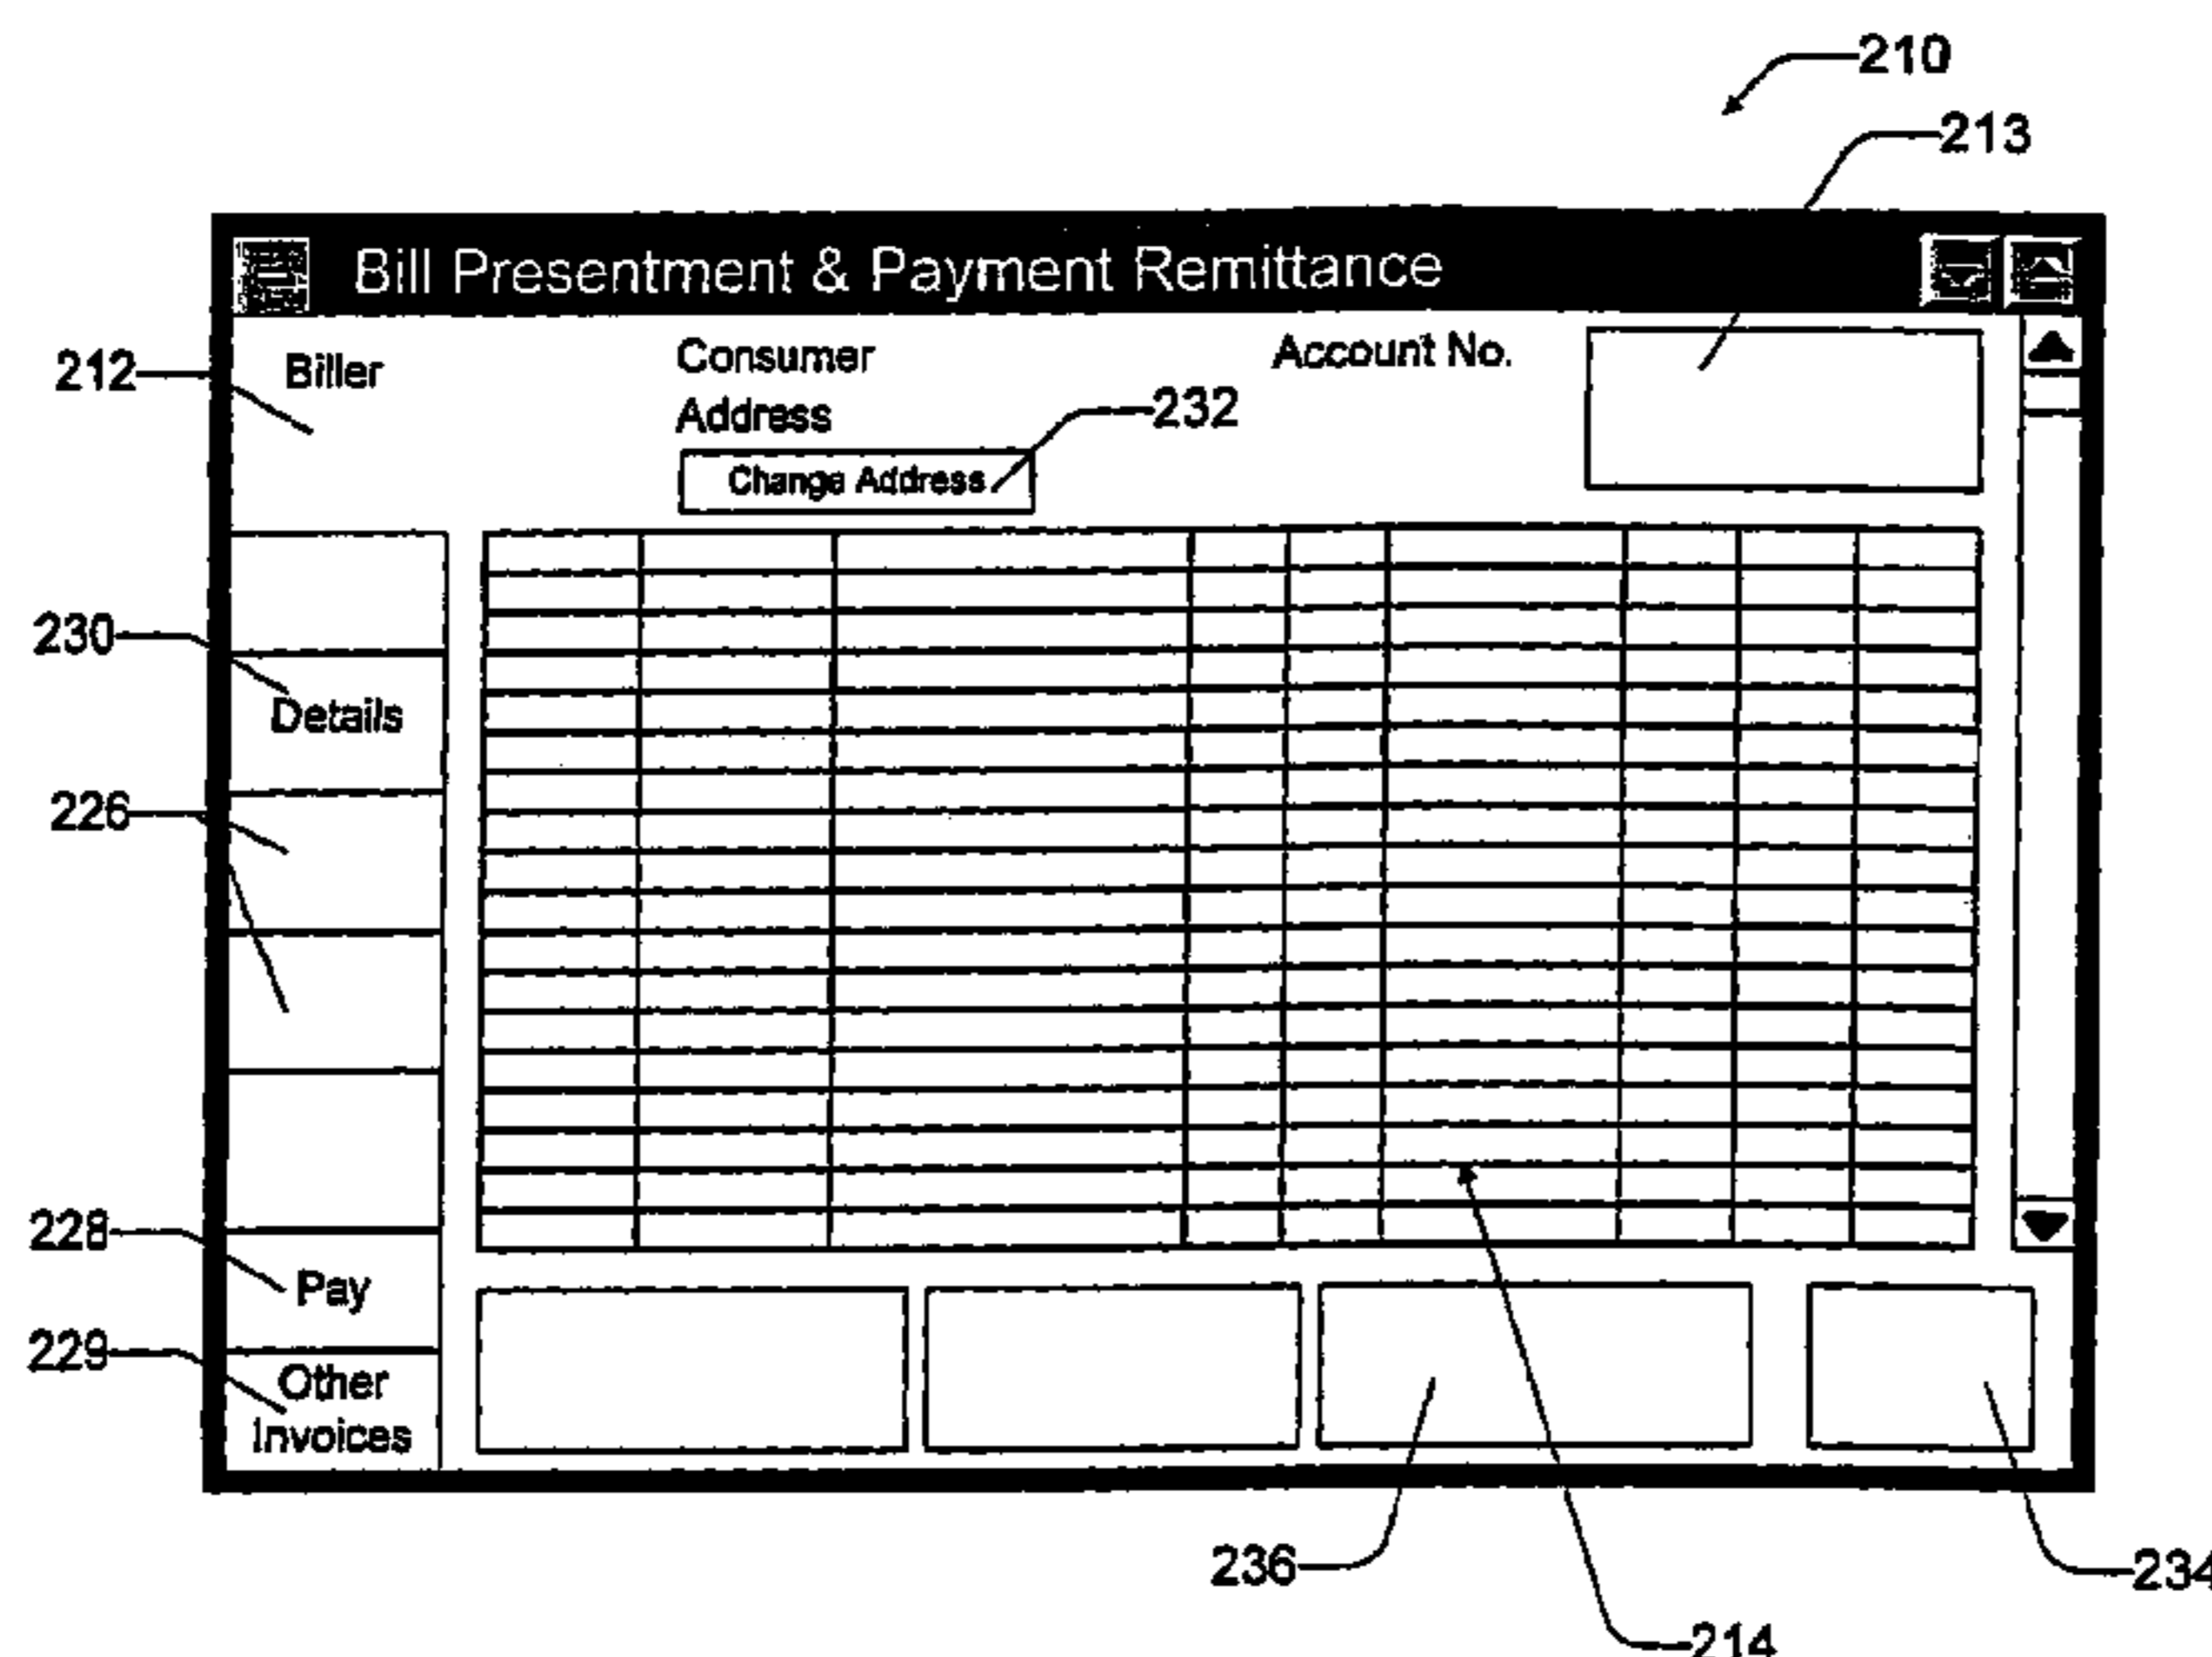 210
213
Bill Presentment & Payment Remittance
212
Biller
Consumer
Address
Account No.
232
Change Address
230
Details
226
228
Pay
229
Other
Invoices
236
234
214